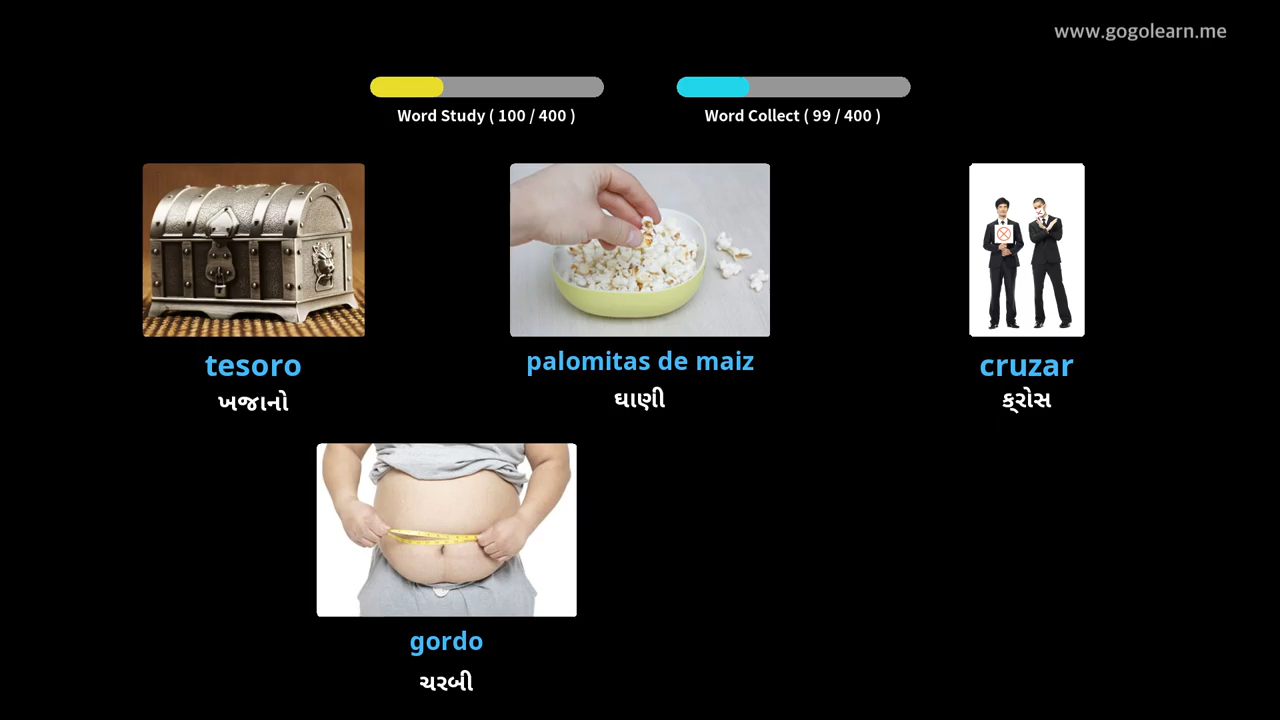 www.gogolearn.me
Word Study ( 100 / 400 )
Word Collect ( 99 / 400 )
tesoro
ખજાનો
palomitas de maiz
ઘાણી
cruzar
ક્રોસ
gordo
ચરબી